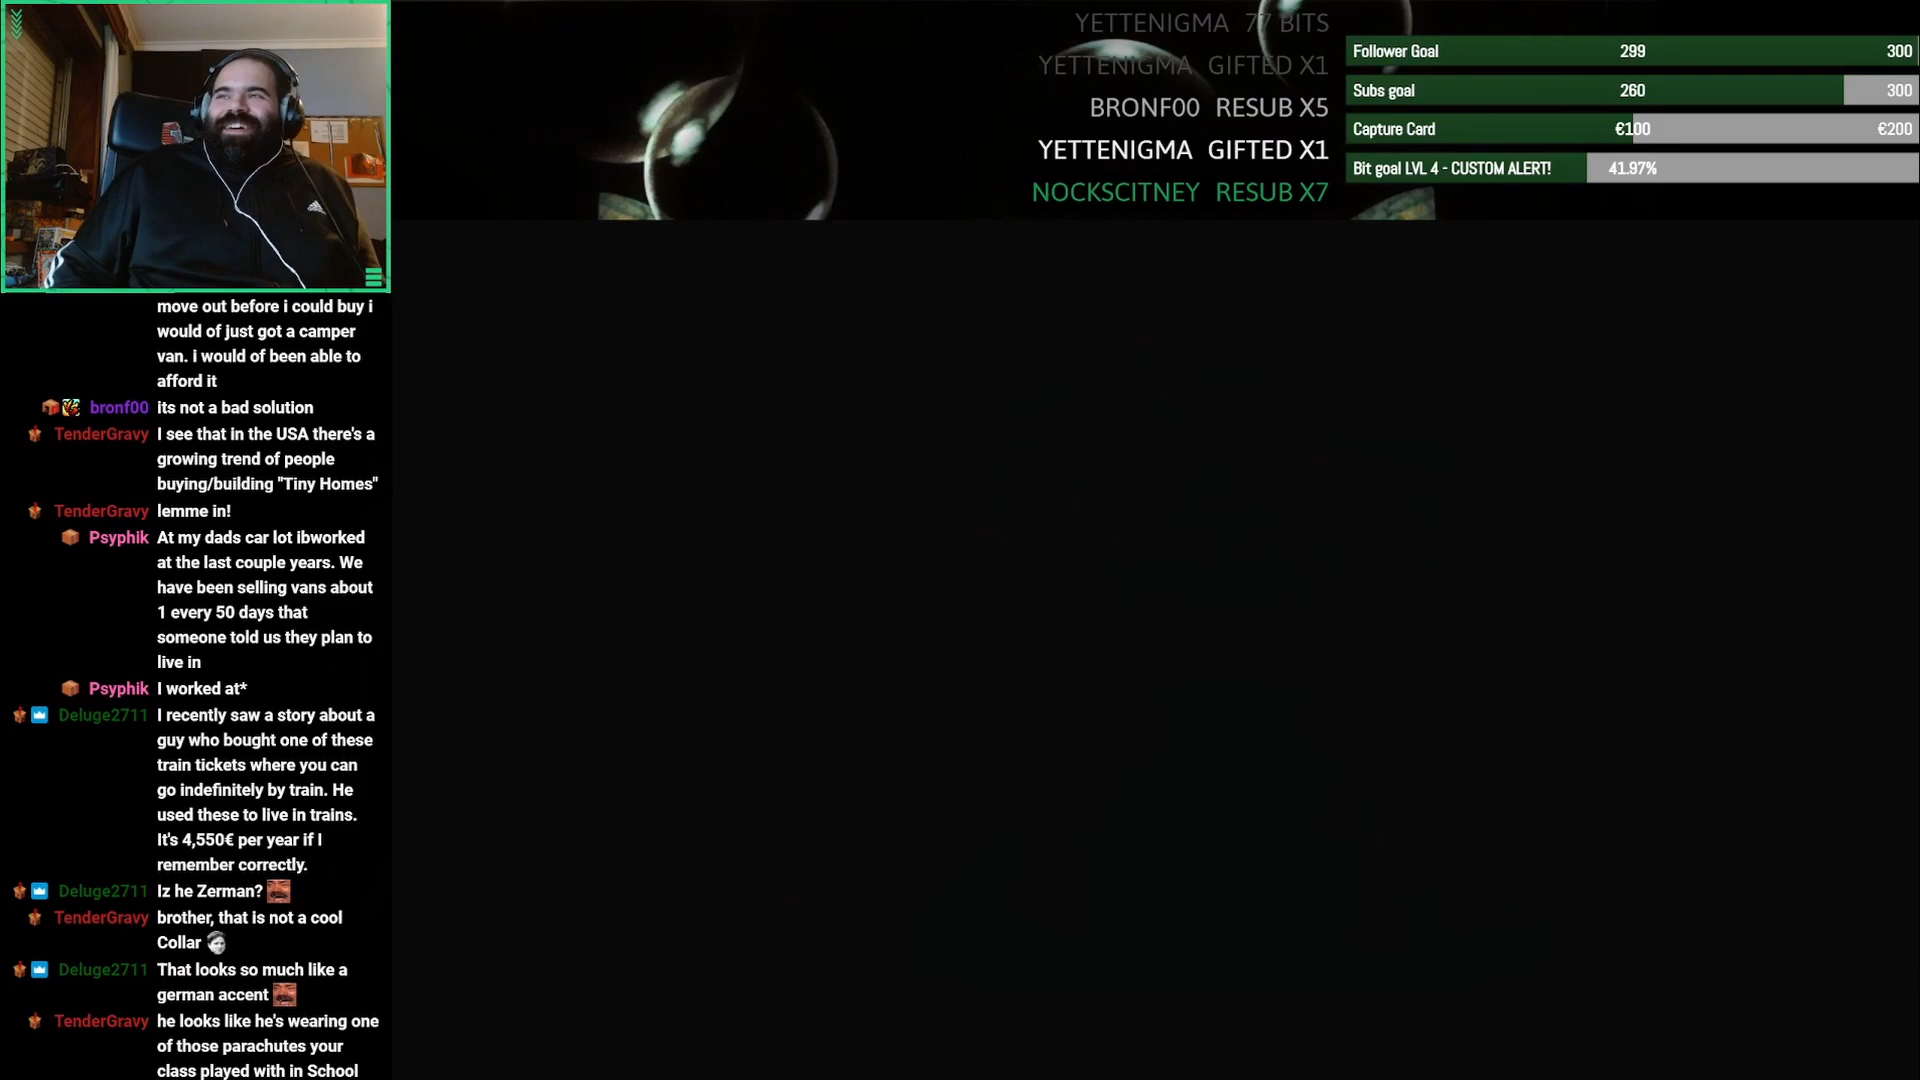 YETTENIGMA 77 BITS
YETTENIGMA GIFTED X1
BRONF00 RESUB X5
YETTENIGMA GIFTED X1
NOCKSCITNEY RESUB X7
Follower Goal 299 300
Subs goal 260 300
Capture Card €100 €200
Bit goal LVL 4 - CUSTOM ALERT! 41.97%
move out before i could buy i
would of just got a camper
van. i would of been able to
afford it
bronf00 its not a bad solution
TenderGravy I see that in the USA there's a
growing trend of people
buying/building "Tiny Homes"
TenderGravy lemme in!
Psyphik At my dads car lot ibworked
at the last couple years. We
have been selling vans about
1 every 50 days that
someone told us they plan to
live in
Psyphik I worked at*
Deluge2711 I recently saw a story about a
guy who bought one of these
train tickets where you can
go indefinitely by train. He
used these to live in trains.
It's 4,550€ per year if I
remember correctly.
Deluge2711 Iz he Zerman?
TenderGravy brother, that is not a cool
Collar
Deluge2711 That looks so much like a
german accent
TenderGravy he looks like he's wearing one
of those parachutes your
class played with in School